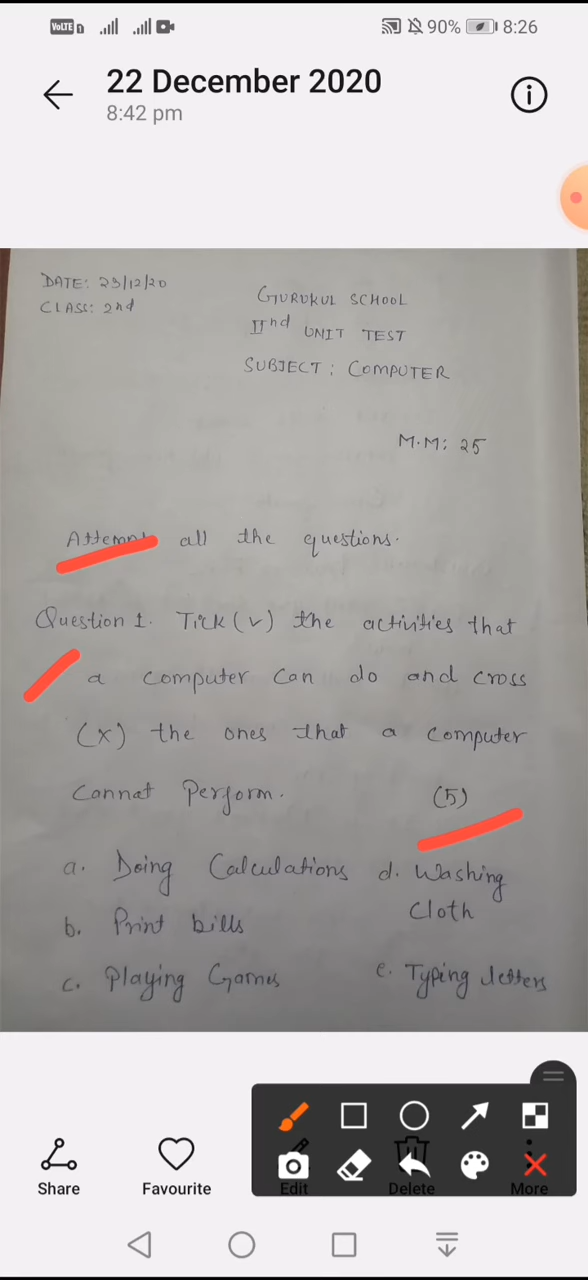 VoLTE 90% 8:26
22 December 2020
8:42 pm
DATE: 23/12/20
CLASS: 2nd
GURUKUL SCHOOL
IInd UNIT TEST
SUBJECT: COMPUTER
M.M: 25
Attempt all the questions.
Question 1. Tick (✓) the activities that
a computer can do and cross
(x) the ones that a computer
Cannat Perform. (5)
a. Doing Calculations
b. Print bills
c. Playing Games
d. Washing
Cloth
e. Typing letters
Share Favourite Edit Delete More